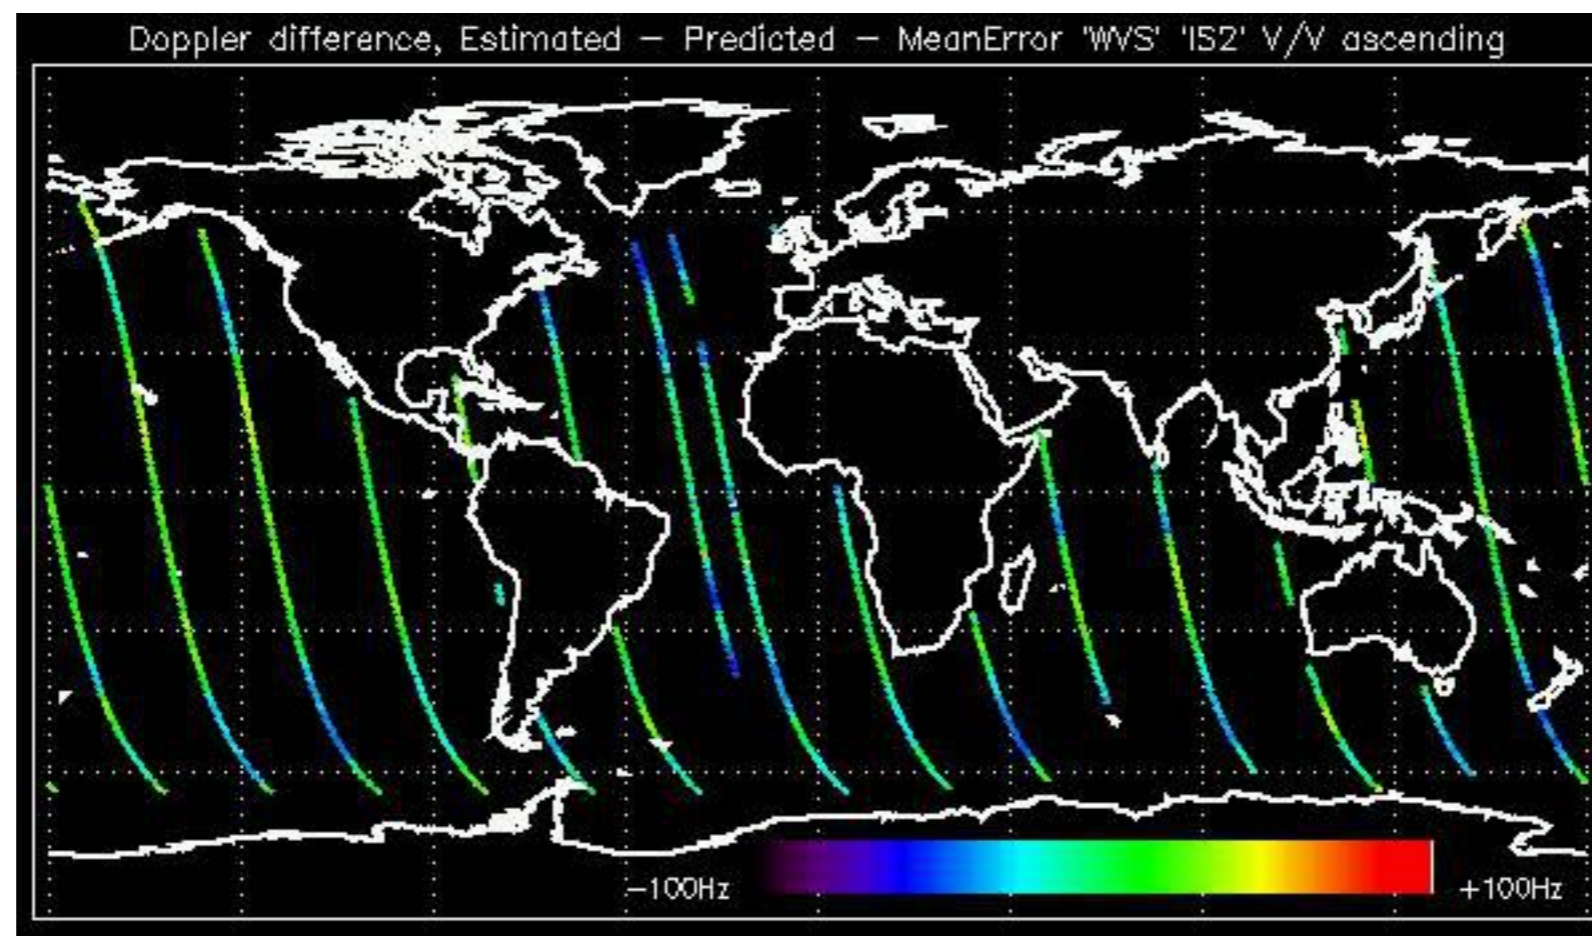 Doppler difference, Estimated − Predicted − MeanError 'WVS' 'IS2' V/V ascending
−100Hz
+100Hz